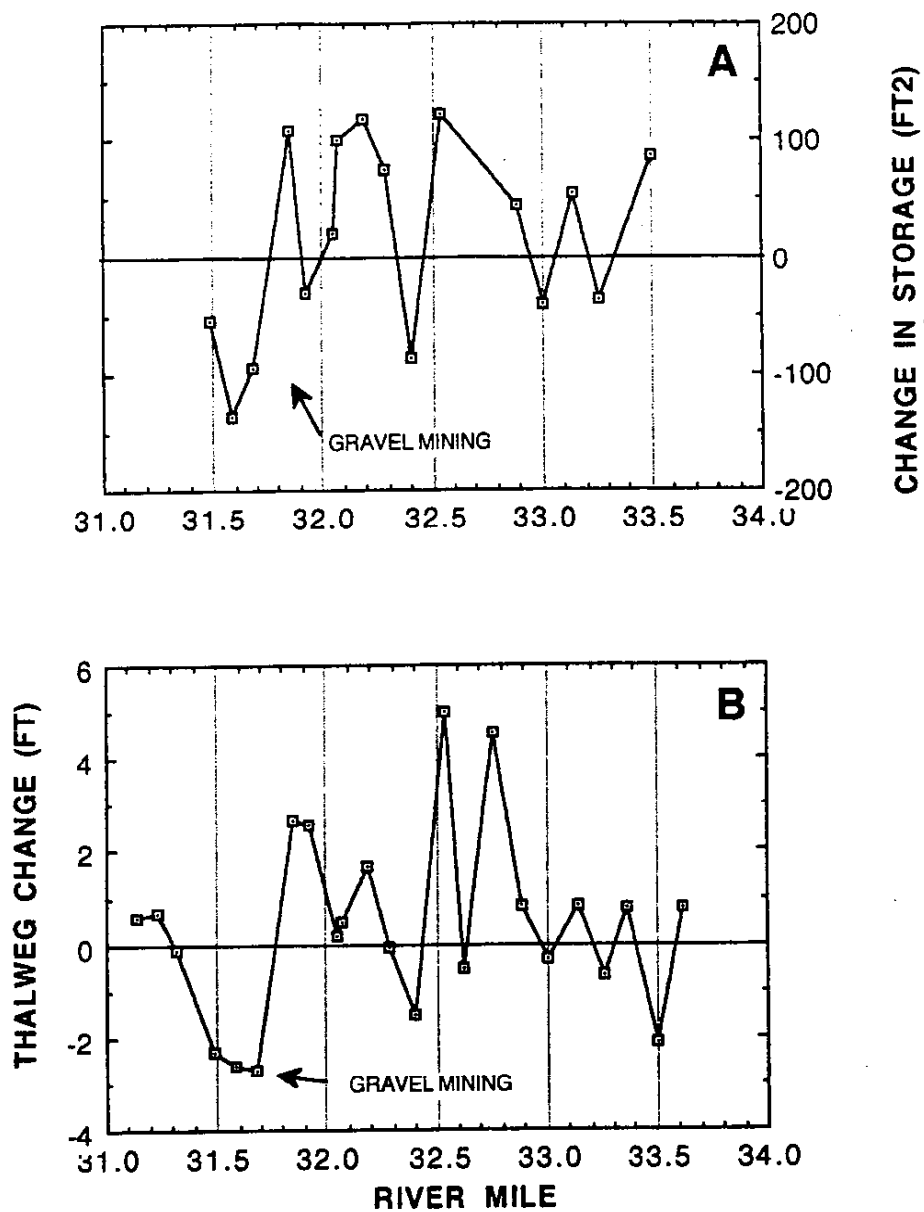 A
200
100
0
-100
-200
CHANGE IN STORAGE (FT2)
GRAVEL MINING
31.0 31.5 32.0 32.5 33.0 33.5 34.0
B
THALWEG CHANGE (FT)
6
4
2
0
-2
-4
GRAVEL MINING
31.0 31.5 32.0 32.5 33.0 33.5 34.0
RIVER MILE